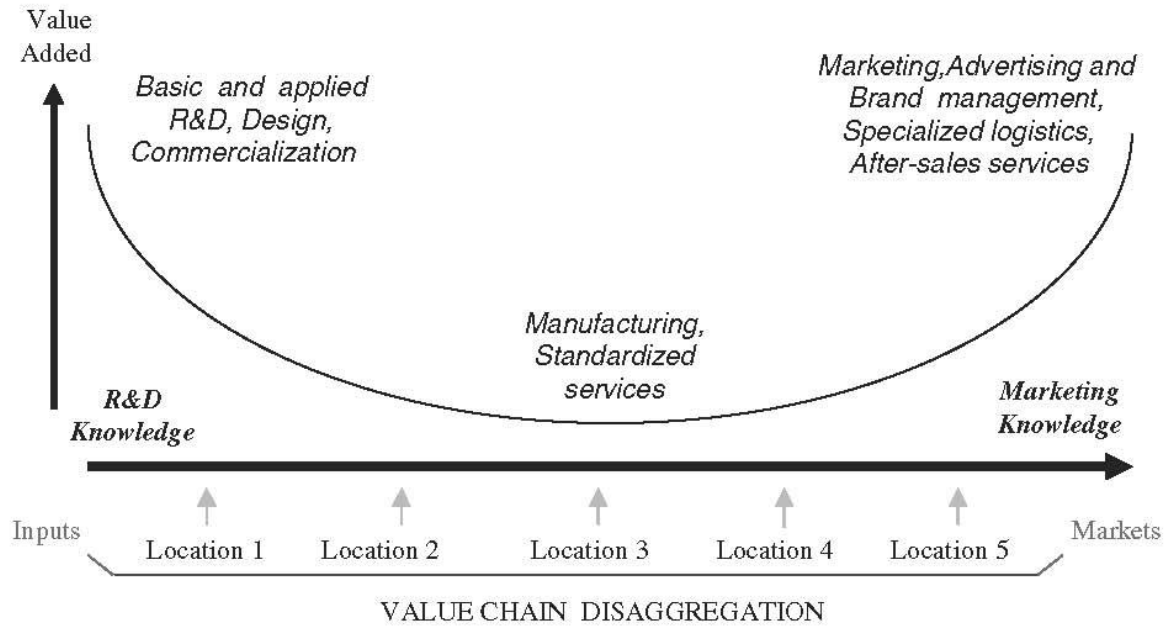 Value
Added
Basic and applied
R&D, Design,
Commercialization
Marketing,Advertising and
Brand management,
Specialized logistics,
After-sales services
Manufacturing,
Standardized
services
R&D
Knowledge
Marketing
Knowledge
Inputs
Location 1
Location 2
Location 3
Location 4
Location 5
Markets
VALUE CHAIN DISAGGREGATION